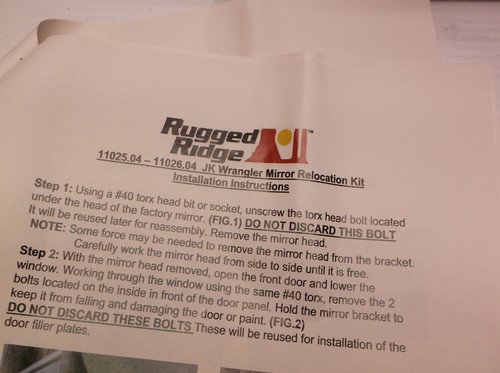 Rugged
Ridge™
11025.04 – 11026.04 JK Wrangler Mirror Relocation Kit
Installation Instructions
Step 1: Using a #40 torx head bit or socket, unscrew the torx head bolt located
under the head of the factory mirror. (FIG.1) DO NOT DISCARD THIS BOLT
It will be reused later for reassembly. Remove the mirror head.
NOTE: Some force may be needed to remove the mirror head from the bracket.
Carefully work the mirror head from side to side until it is free.
Step 2: With the mirror head removed, open the front door and lower the
window. Working through the window using the same #40 torx, remove the 2
bolts located on the inside in front of the door panel. Hold the mirror bracket to
keep it from falling and damaging the door or paint. (FIG.2)
DO NOT DISCARD THESE BOLTS These will be reused for installation of the
door filler plates.